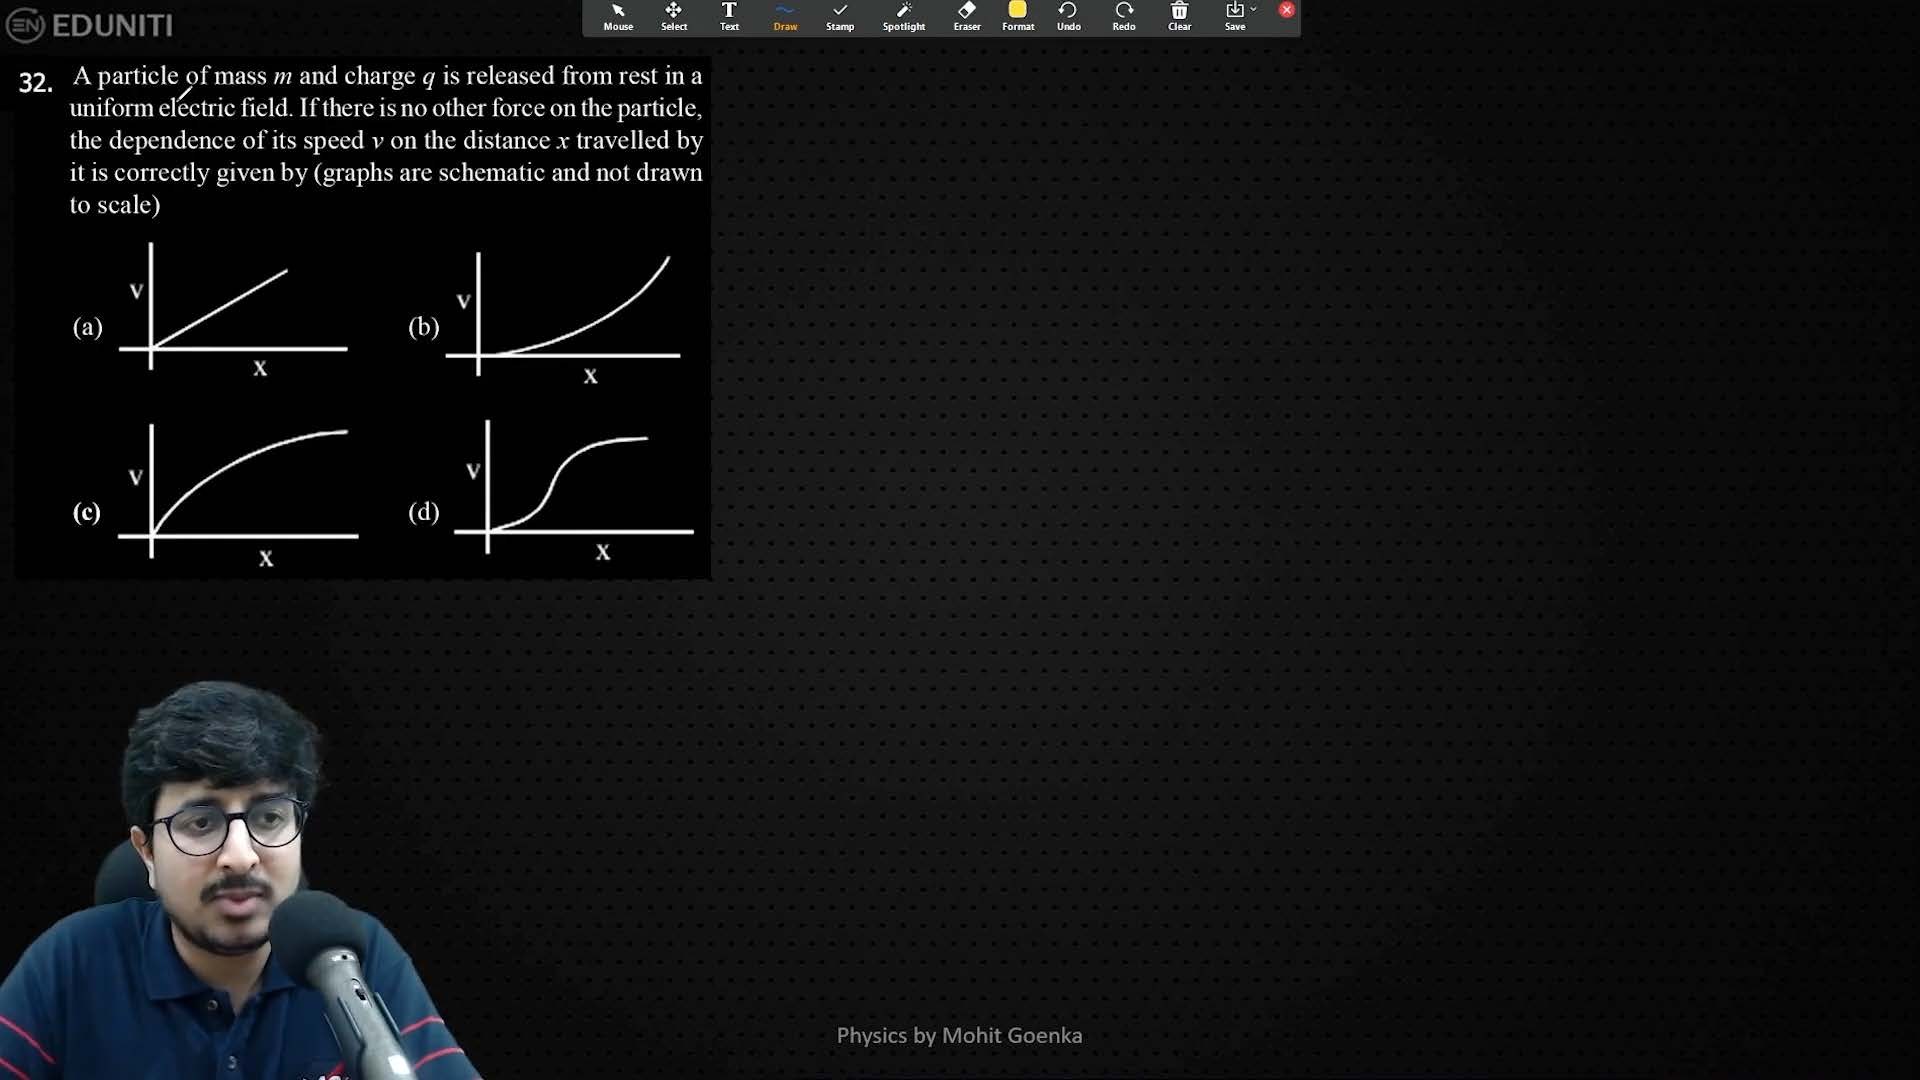 EN EDUNITI
Mouse Select Text Draw Stamp Spotlight Eraser Format Undo Redo Clear Save
32. A particle of mass m and charge q is released from rest in a
uniform electric field. If there is no other force on the particle,
the dependence of its speed v on the distance x travelled by
it is correctly given by (graphs are schematic and not drawn
to scale)
(a) v x
(b) v x
(c) v x
(d) v x
Physics by Mohit Goenka